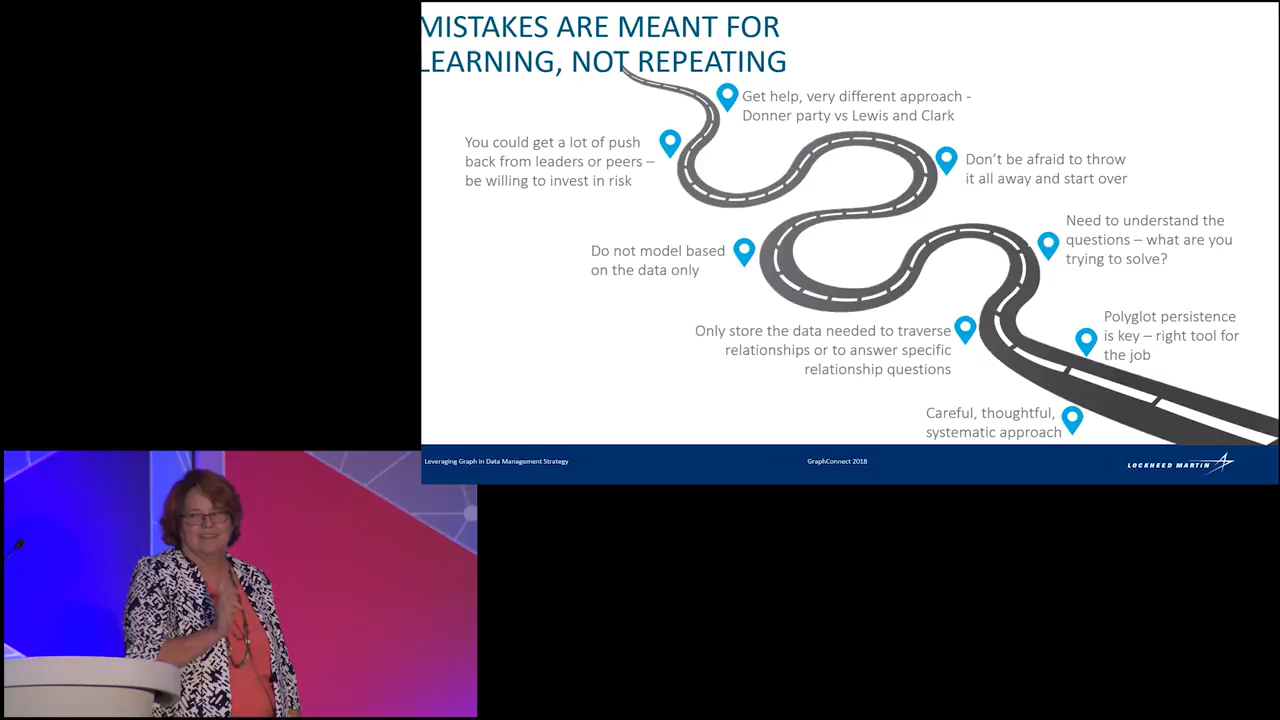 MISTAKES ARE MEANT FOR
LEARNING, NOT REPEATING
Get help, very different approach -
Donner party vs Lewis and Clark
You could get a lot of push
back from leaders or peers –
be willing to invest in risk
Don't be afraid to throw
it all away and start over
Do not model based
on the data only
Need to understand the
questions – what are you
trying to solve?
Only store the data needed to traverse
relationships or to answer specific
relationship questions
Polyglot persistence
is key – right tool for
the job
Careful, thoughtful,
systematic approach
Leveraging Graph in Data Management Strategy
GraphConnect 2018
LOCKHEED MARTIN